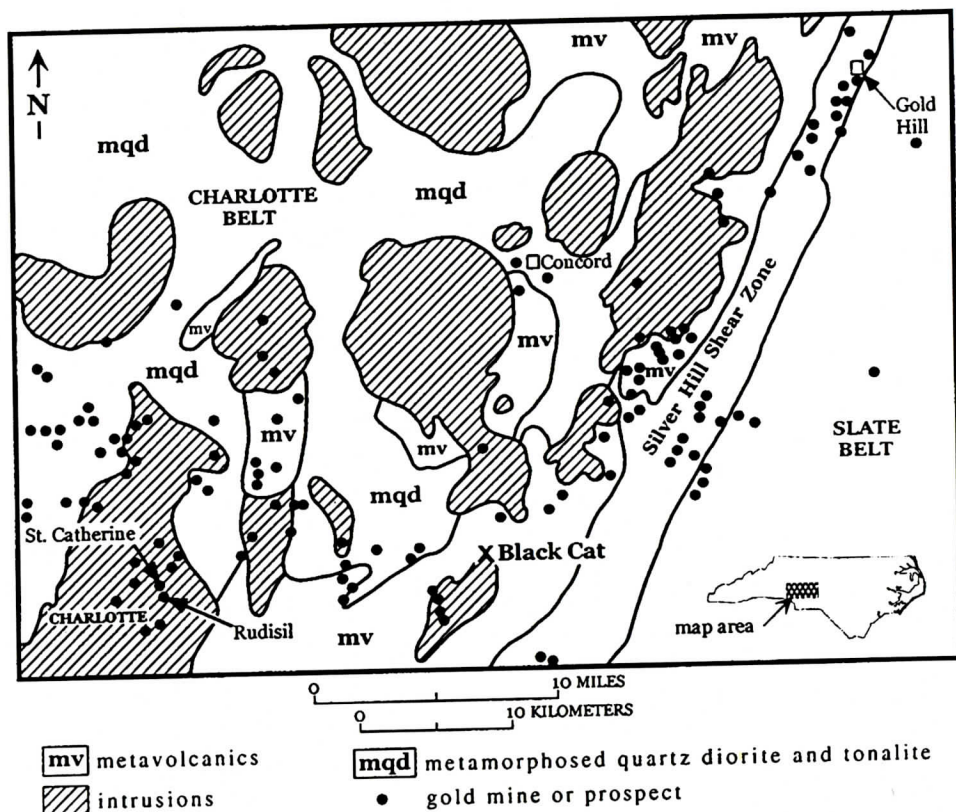 mv
mv
N
Gold
Hill
mqd
mqd
CHARLOTTE
BELT
Concord
mv
mv
mv
Silver Hill Shear Zone
mqd
SLATE
BELT
mv
mv
mqd
St. Catherine
X Black Cat
CHARLOTTE
Rudisil
map area
mv
0 10 MILES
0 10 KILOMETERS
mv metavolcanics
mqd metamorphosed quartz diorite and tonalite
intrusions
gold mine or prospect